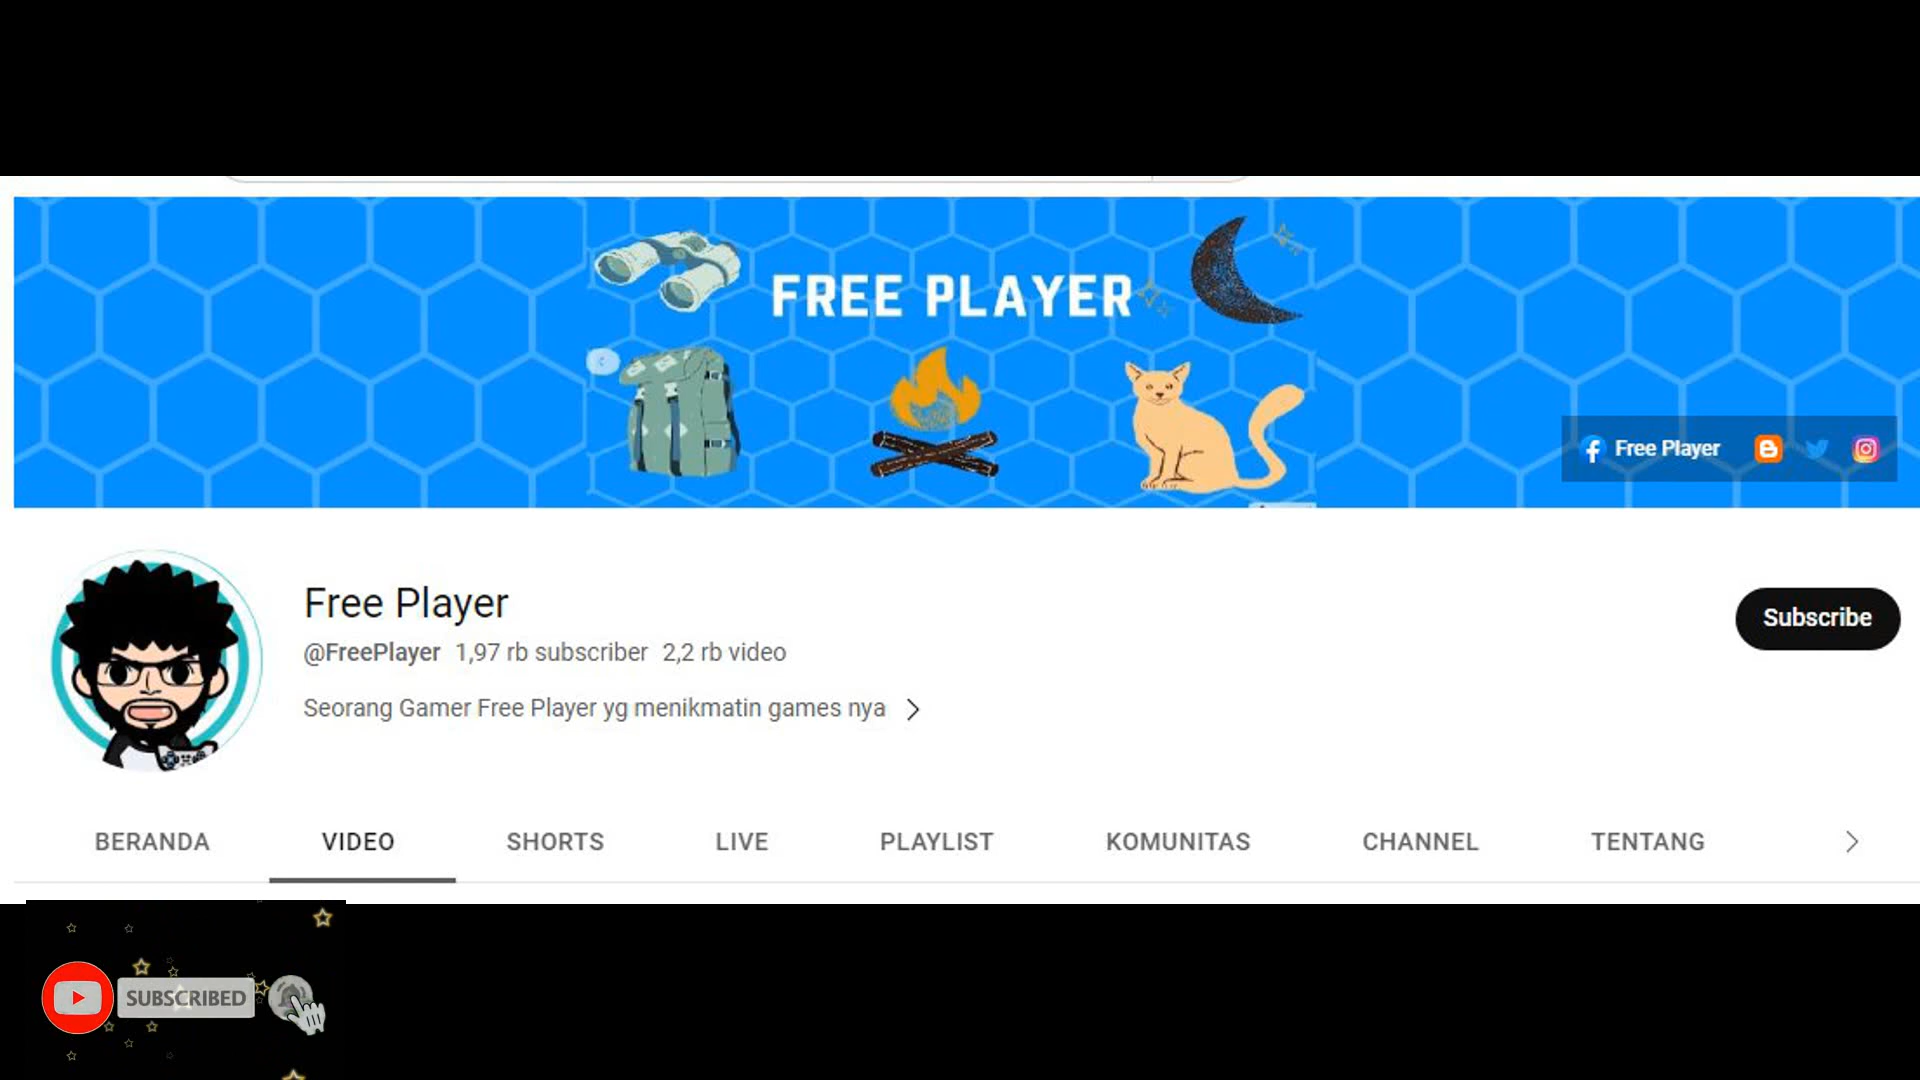 FREE PLAYER
Free Player
Free Player
@FreePlayer 1,97 rb subscriber 2,2 rb video
Subscribe
Seorang Gamer Free Player yg menikmatin games nya
BERANDA VIDEO SHORTS LIVE PLAYLIST KOMUNITAS CHANNEL TENTANG
SUBSCRIBED